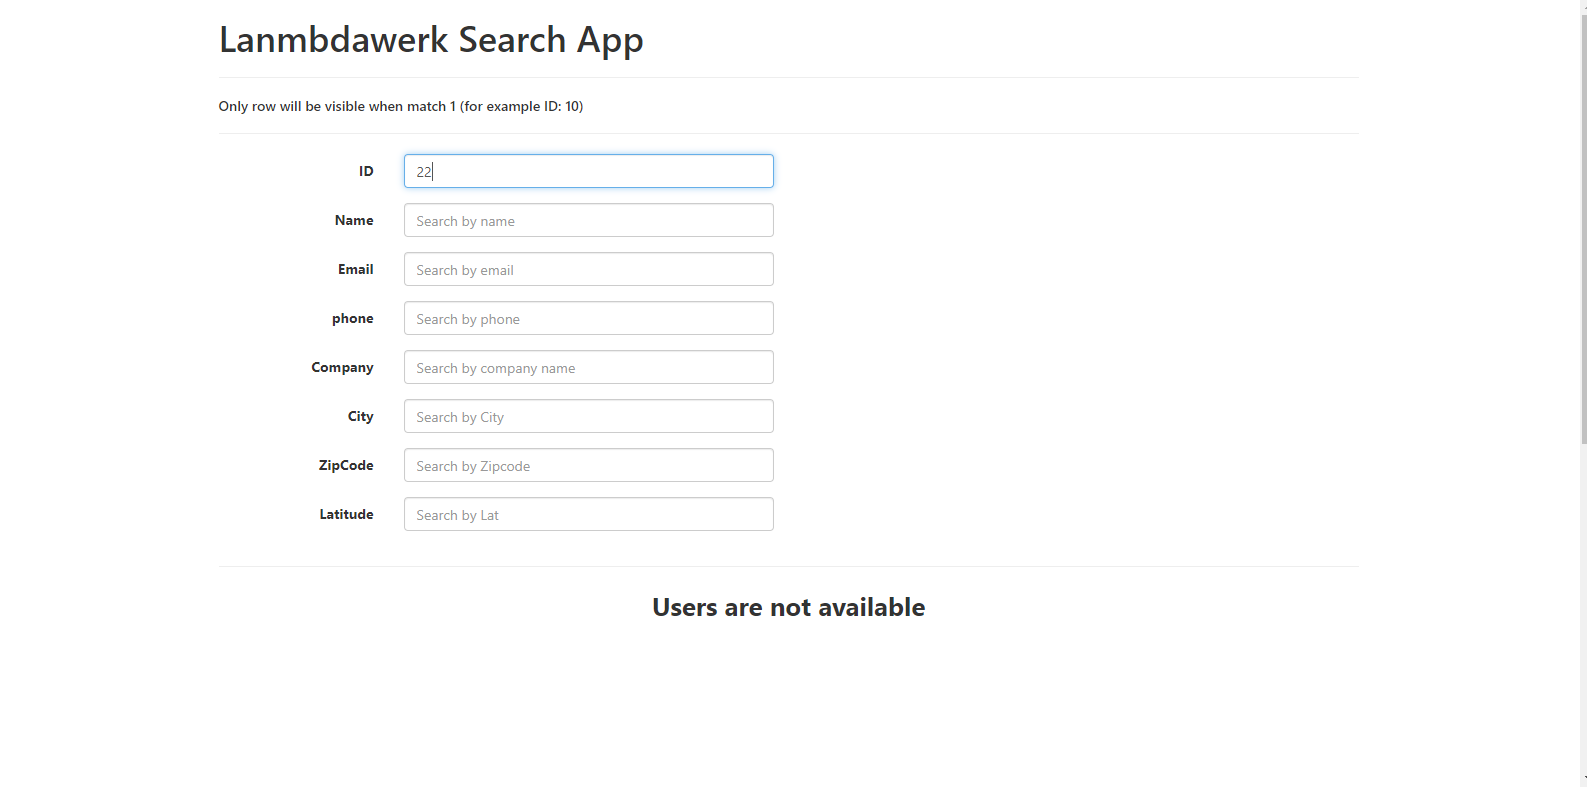 Lanmbdawerk Search App
Only row will be visible when match 1 (for example ID: 10)
ID 22
Name Search by name
Email Search by email
phone Search by phone
Company Search by company name
City Search by City
ZipCode Search by Zipcode
Latitude Search by Lat
Users are not available